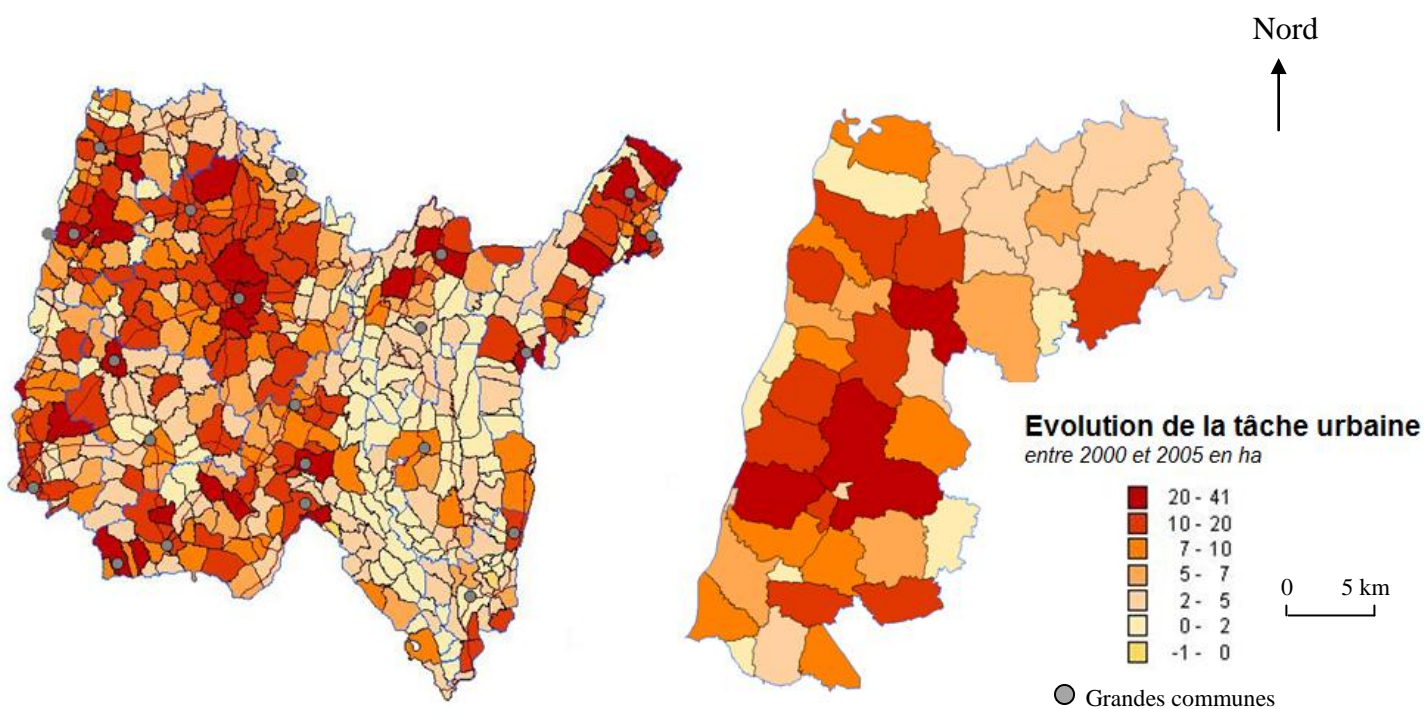 Nord
Evolution de la tâche urbaine
entre 2000 et 2005 en ha
20 - 41
10 - 20
7 - 10
5 - 7
2 - 5
0 - 2
-1 - 0
0 5 km
Grandes communes